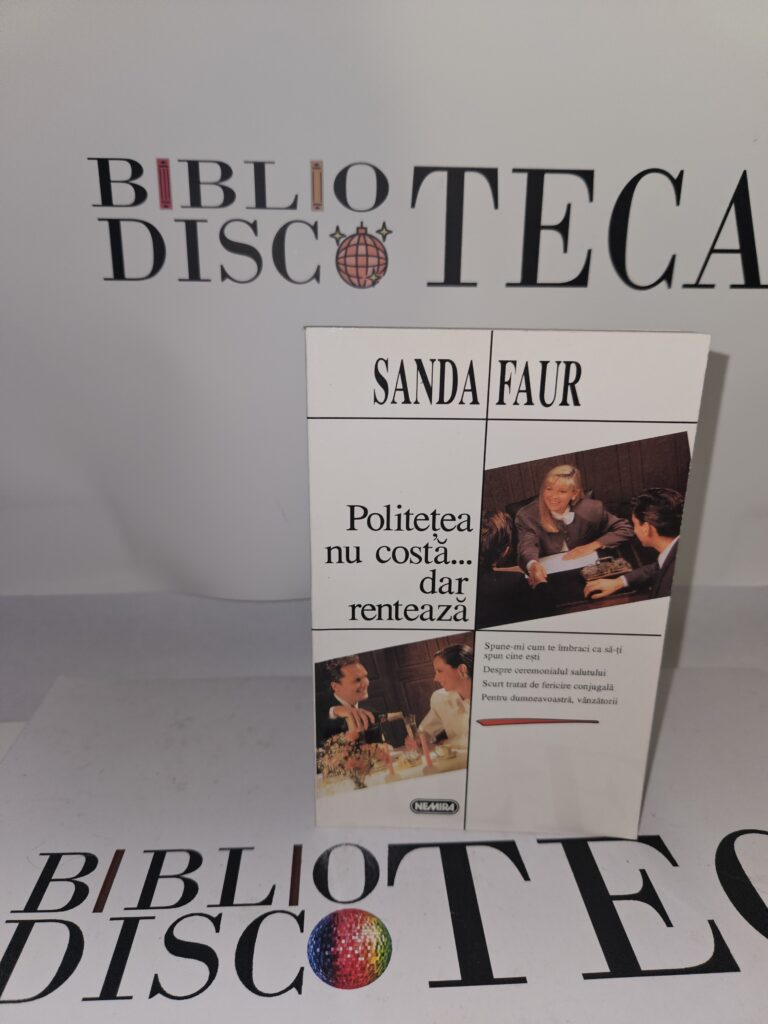 BIBLIO
DISCO TECA
SANDA FAUR
Politețea
nu costă...
dar
rentează
Spune-mi cum te îmbraci ca să-ți
spun cine ești
Despre ceremonialul salutului
Scurt tratat de fericire conjugală
Pentru dumneavoastră, vânzătorii
NEMIRA
BIBLIO
DISCO TEC